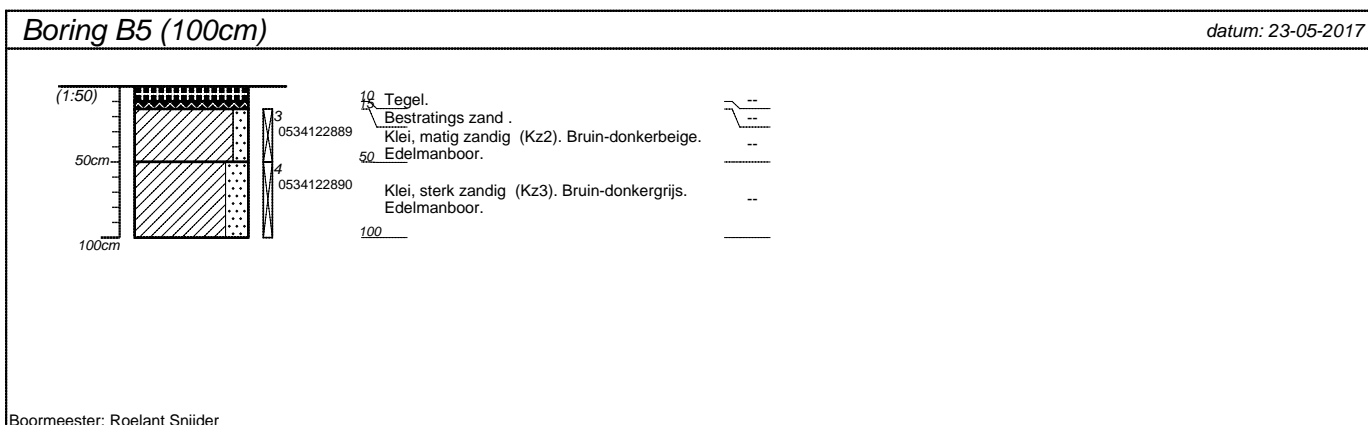 Boring B5 (100cm)
datum: 23-05-2017
(1:50)
10 Tegel. --
15 Bestratings zand . --
3
0534122889
Klei, matig zandig (Kz2). Bruin-donkerbeige.
Edelmanboor.
--
50cm
50
4
0534122890
Klei, sterk zandig (Kz3). Bruin-donkergrijs.
Edelmanboor.
--
100cm
100
Boormeester: Roelant Snijder